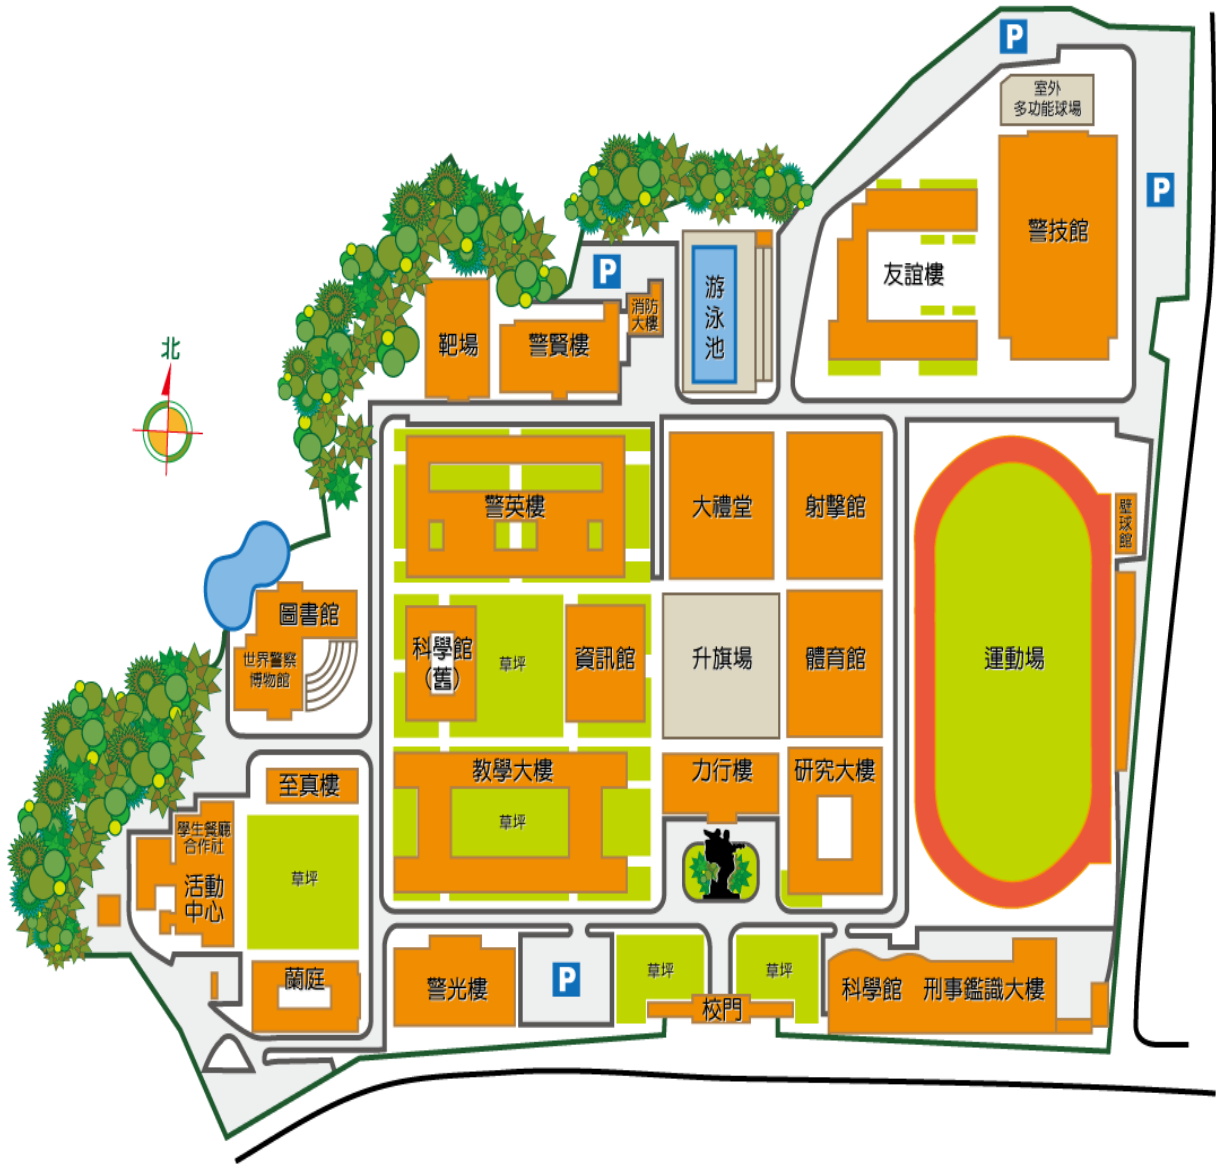 P
室外
多功能球場
P
警技館
友誼樓
P
游
泳
池
消防
大樓
靶場
警賢樓
北
警英樓
大禮堂
射擊館
壁
球
館
圖書館
世界警察
博物館
科學館
(舊)
草坪
資訊館
升旗場
體育館
運動場
教學大樓
力行樓
研究大樓
至真樓
草坪
學生餐廳
合作社
活動
中心
草坪
蘭庭
警光樓
P
草坪
草坪
校門
科學館
刑事鑑識大樓